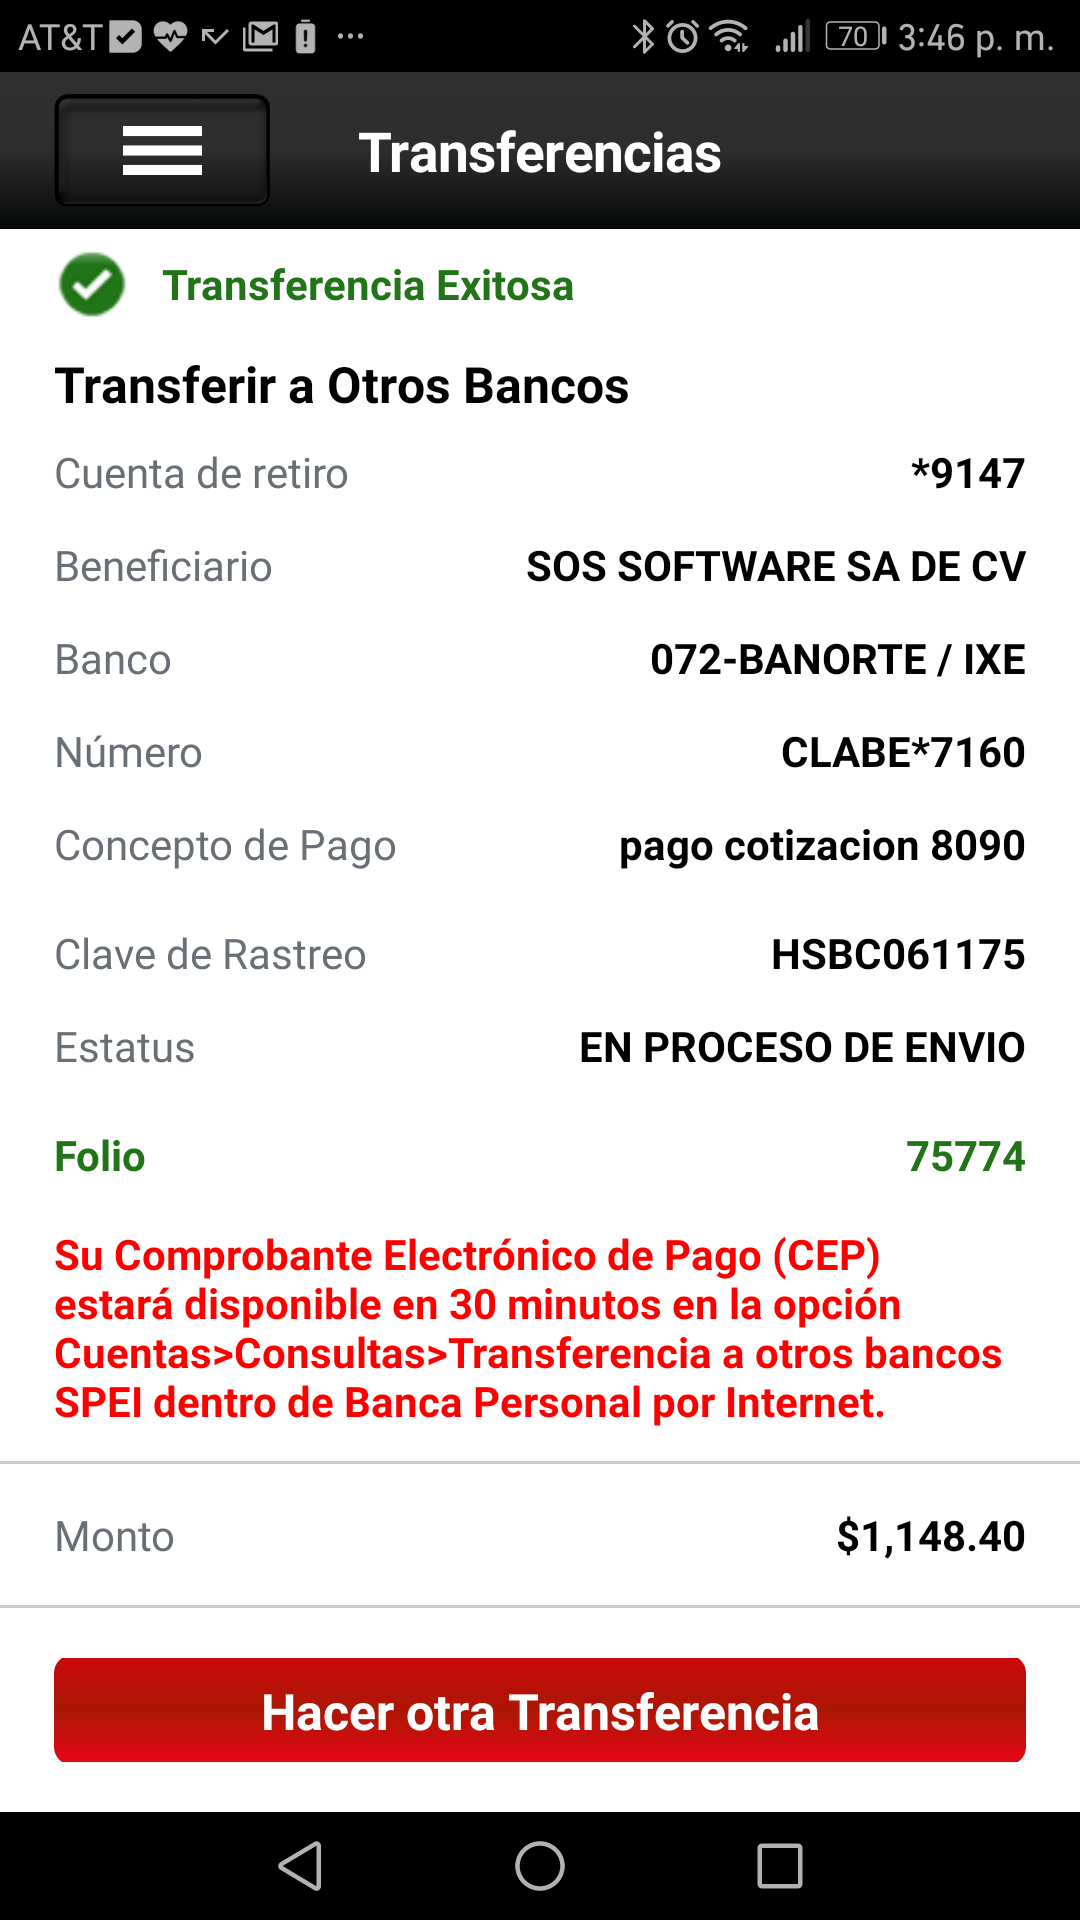 AT&T ... 70 3:46 p. m.
Transferencias
Transferencia Exitosa
Transferir a Otros Bancos
Cuenta de retiro *9147
Beneficiario SOS SOFTWARE SA DE CV
Banco 072-BANORTE / IXE
Número CLABE*7160
Concepto de Pago pago cotizacion 8090
Clave de Rastreo HSBC061175
Estatus EN PROCESO DE ENVIO
Folio 75774
Su Comprobante Electrónico de Pago (CEP)
estará disponible en 30 minutos en la opción
Cuentas>Consultas>Transferencia a otros bancos
SPEI dentro de Banca Personal por Internet.
Monto $1,148.40
Hacer otra Transferencia